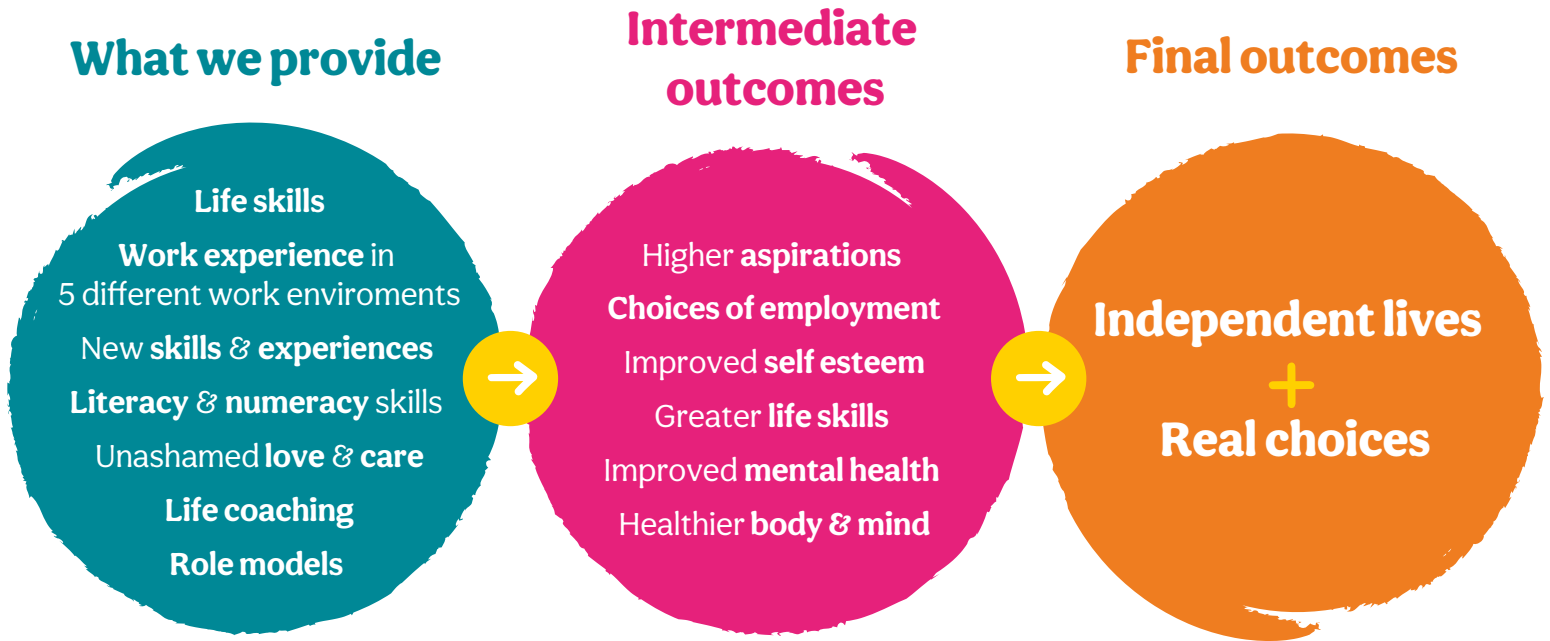 What we provide
Life skills
Work experience in
5 different work enviroments
New skills & experiences
Literacy & numeracy skills
Unashamed love & care
Life coaching
Role models
Intermediate
outcomes
Higher aspirations
Choices of employment
Improved self esteem
Greater life skills
Improved mental health
Healthier body & mind
Final outcomes
Independent lives
+
Real choices